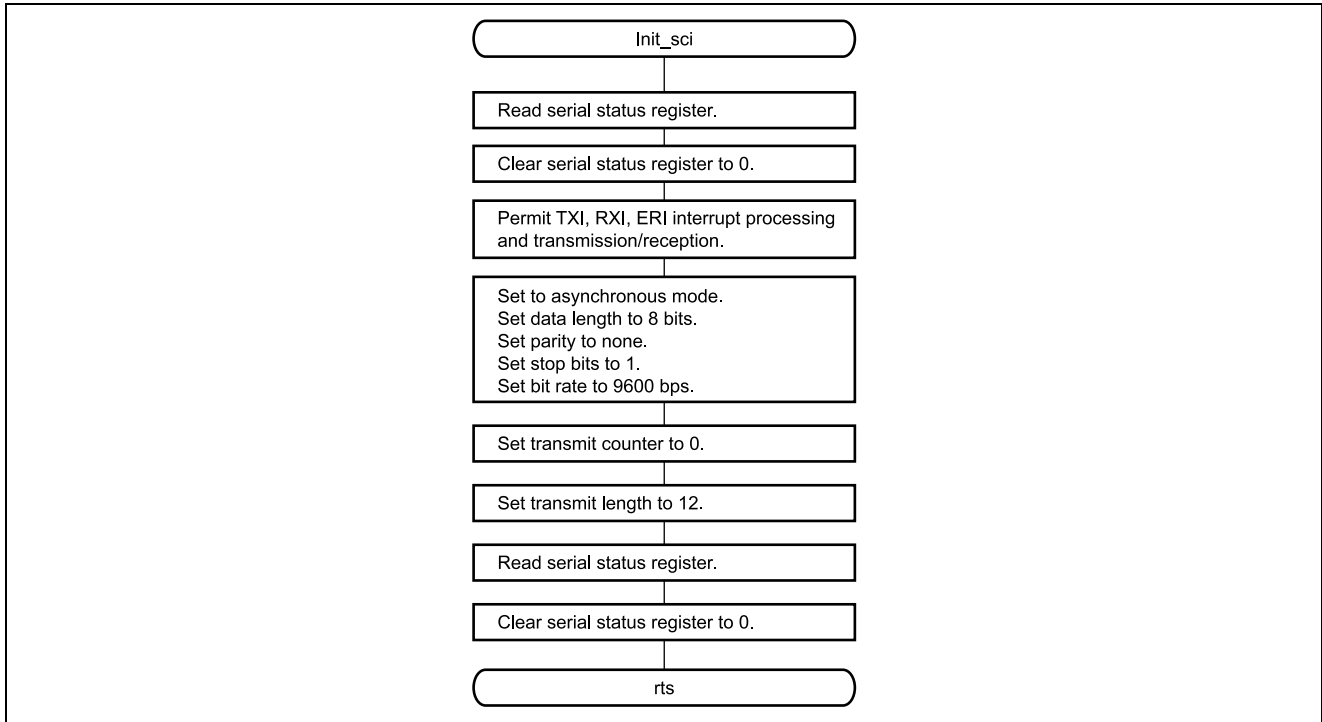 Init_sci
Read serial status register.
Clear serial status register to 0.
Permit TXI, RXI, ERI interrupt processing
and transmission/reception.
Set to asynchronous mode.
Set data length to 8 bits.
Set parity to none.
Set stop bits to 1.
Set bit rate to 9600 bps.
Set transmit counter to 0.
Set transmit length to 12.
Read serial status register.
Clear serial status register to 0.
rts